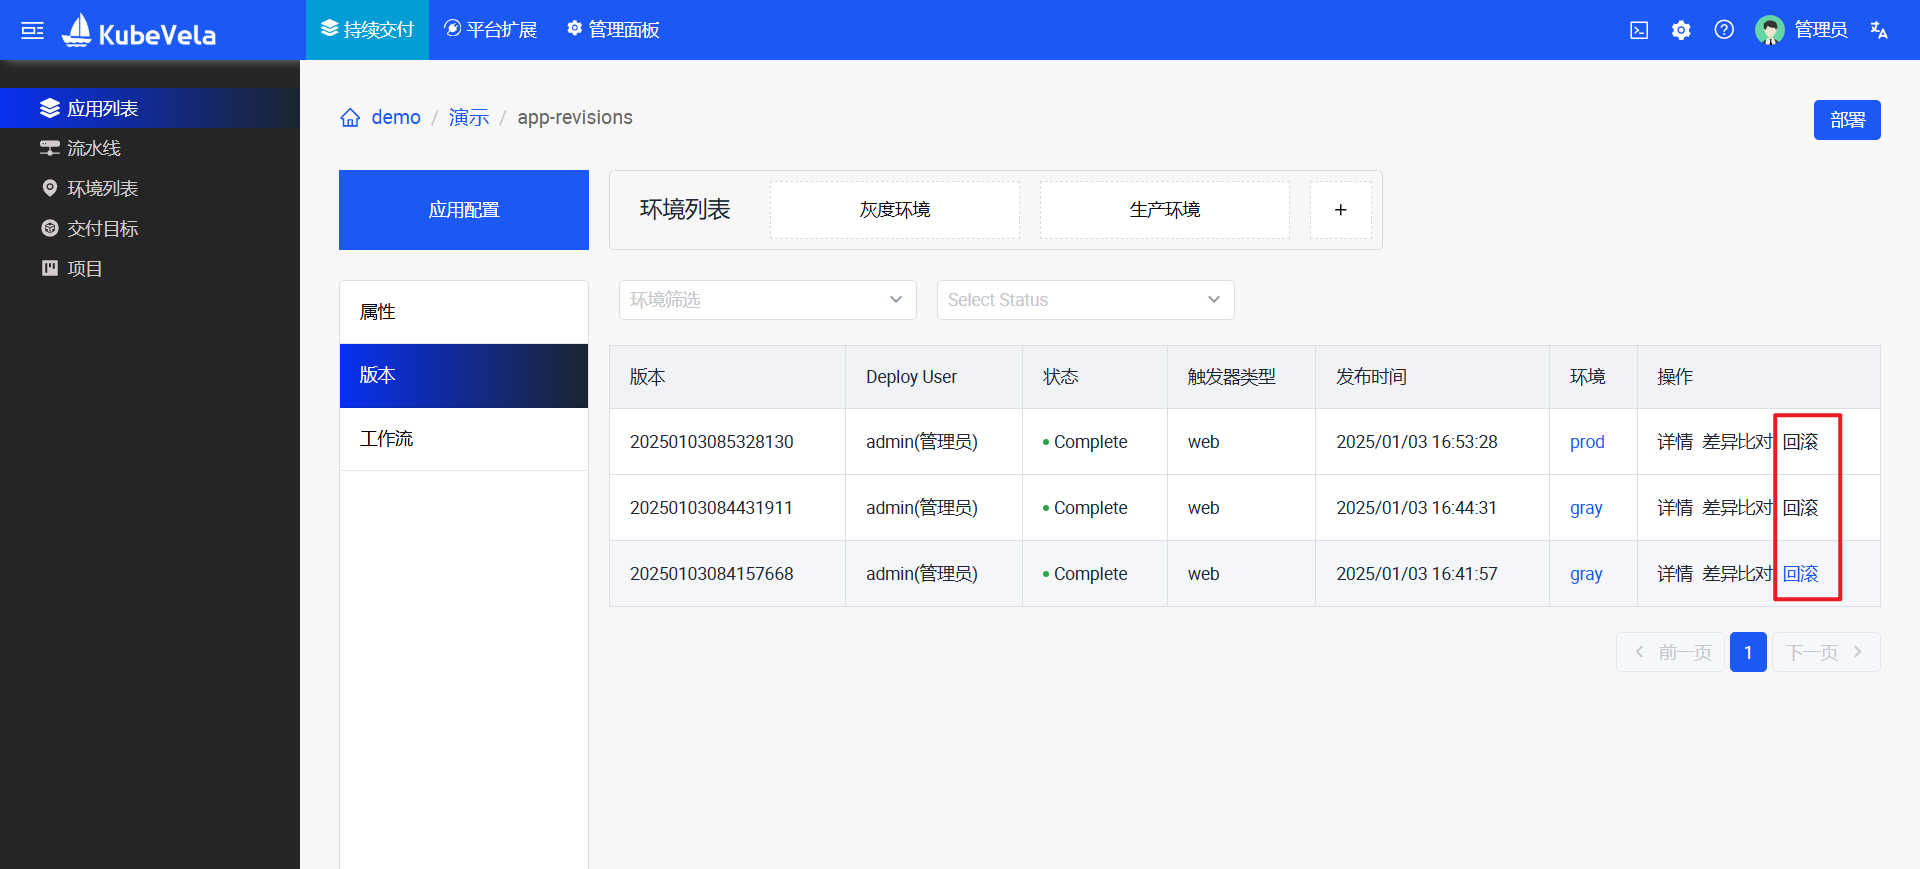 KubeVela
持续交付
平台扩展
管理面板
管理员
应用列表
流水线
环境列表
交付目标
项目
demo / 演示 / app-revisions
部署
应用配置
环境列表
灰度环境
生产环境
+
属性
版本
工作流
环境筛选
Select Status
版本 Deploy User 状态 触发器类型 发布时间 环境 操作
20250103085328130 admin(管理员) Complete web 2025/01/03 16:53:28 prod 详情 差异比对 回滚
20250103084431911 admin(管理员) Complete web 2025/01/03 16:44:31 gray 详情 差异比对 回滚
20250103084157668 admin(管理员) Complete web 2025/01/03 16:41:57 gray 详情 差异比对 回滚
前一页 1 下一页